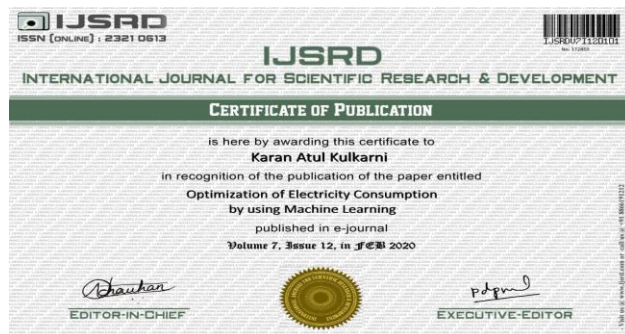 IJSRD
ISSN [ONLINE] : 2321 0613
IJSRDV7I120101
IJSRD
INTERNATIONAL JOURNAL FOR SCIENTIFIC RESEARCH & DEVELOPMENT
CERTIFICATE OF PUBLICATION
is here by awarding this certificate to
Karan Atul Kulkarni
in recognition of the publication of the paper entitled
Optimization of Electricity Consumption
by using Machine Learning
published in e-journal
Volume 7, Issue 12, in FEB 2020
EDITOR-IN-CHIEF
EXECUTIVE-EDITOR